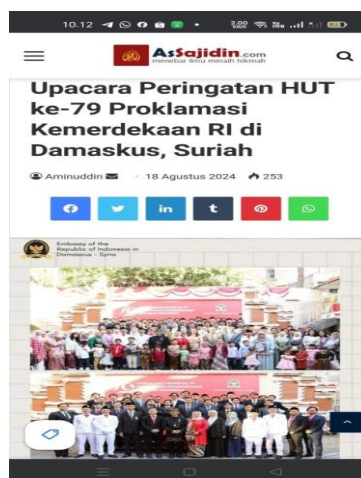 10.12
AsSajidin.com
menebar ilmu meraih hikmah
Upacara Peringatan HUT
ke-79 Proklamasi
Kemerdekaan RI di
Damaskus, Suriah
Aminuddin · 18 Agustus 2024 253
Embassy of the
Republic of Indonesia in
Damascus - Syria